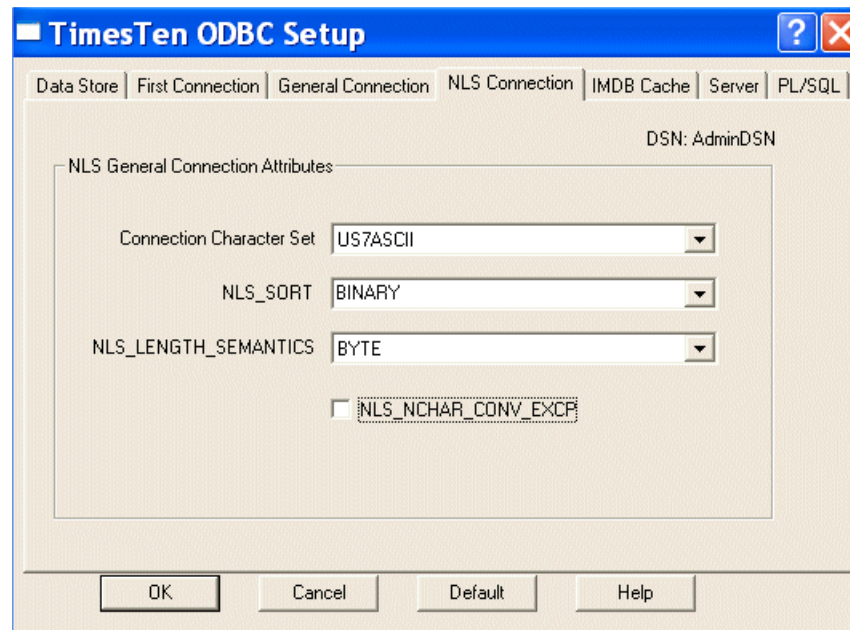 TimesTen ODBC Setup
Data Store First Connection General Connection NLS Connection IMDB Cache Server PL/SQL
DSN: AdminDSN
NLS General Connection Attributes
Connection Character Set US7ASCII
NLS_SORT BINARY
NLS_LENGTH_SEMANTICS BYTE
NLS_NCHAR_CONV_EXCP
OK Cancel Default Help